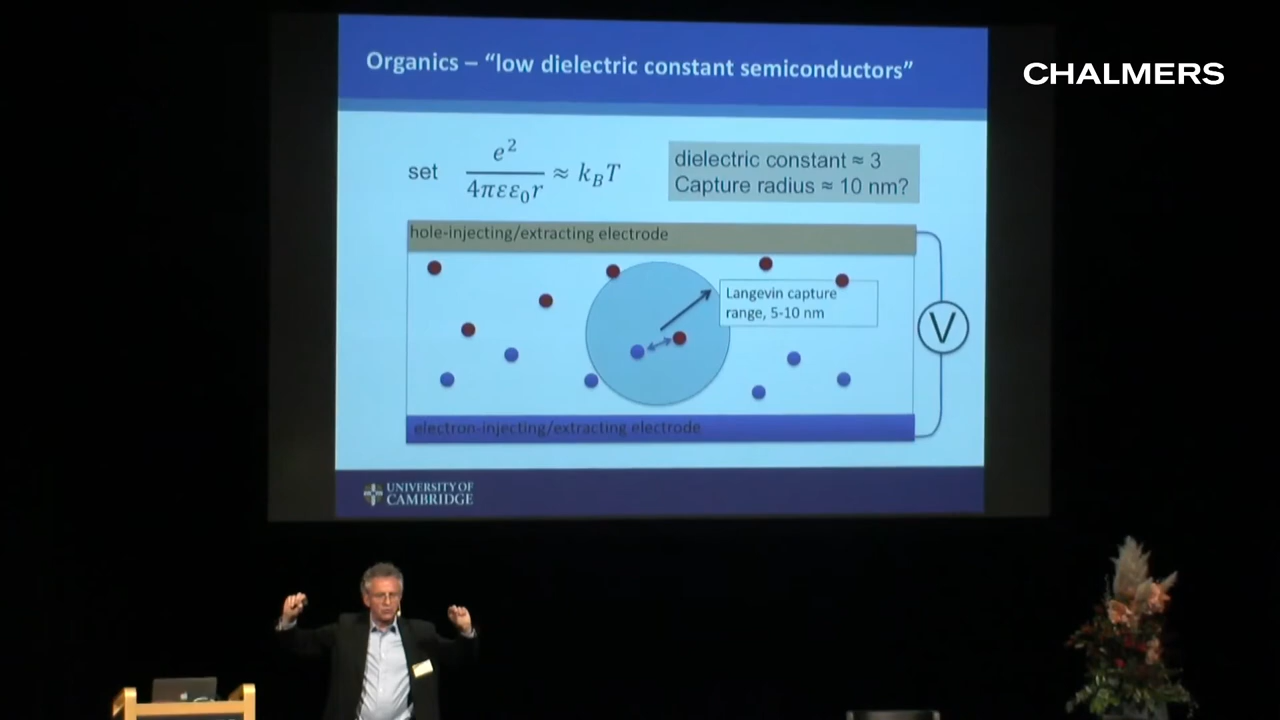 Organics – “low dielectric constant semiconductors”
CHALMERS
set e² / 4πεε₀r ≈ k_BT
dielectric constant ≈ 3
Capture radius ≈ 10 nm?
hole-injecting/extracting electrode
Langevin capture
range, 5-10 nm
V
electron-injecting/extracting electrode
UNIVERSITY OF
CAMBRIDGE